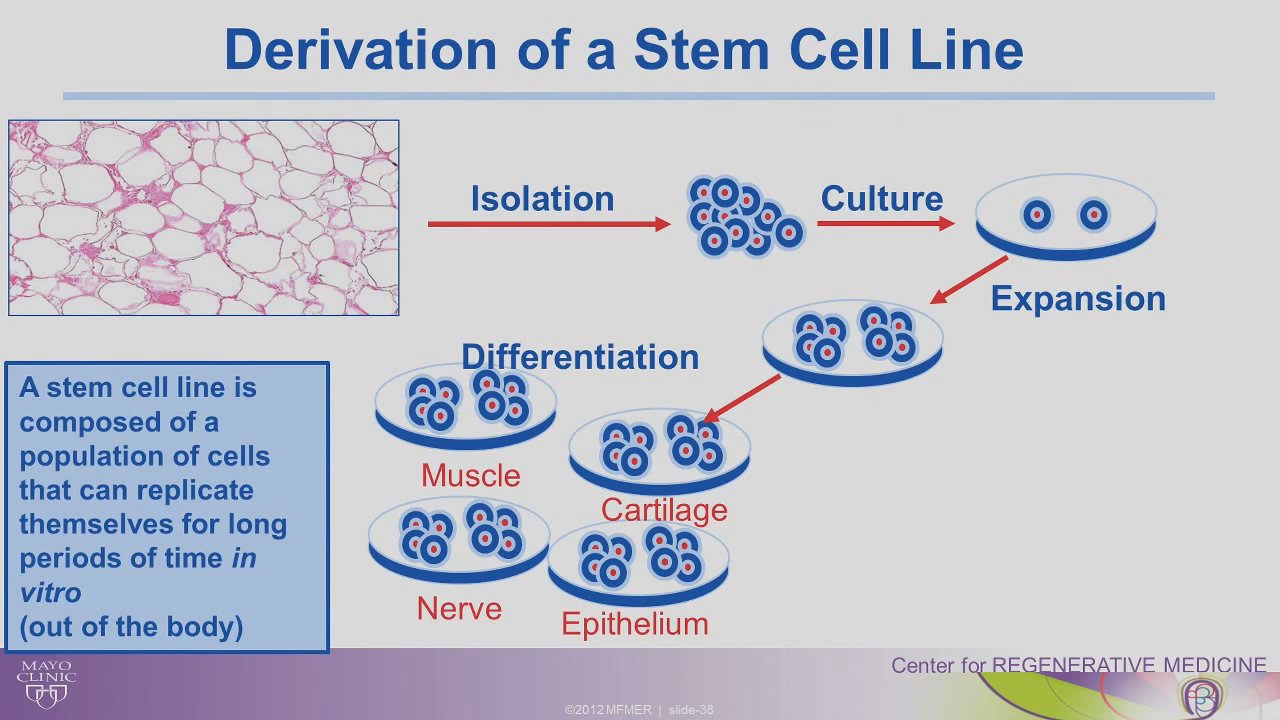 Derivation of a Stem Cell Line
Isolation
Culture
Expansion
Differentiation
Muscle
Cartilage
Nerve
Epithelium
A stem cell line is
composed of a
population of cells
that can replicate
themselves for long
periods of time in
vitro
(out of the body)
MAYO
CLINIC
Center for REGENERATIVE MEDICINE
©2012 MFMER | slide-38